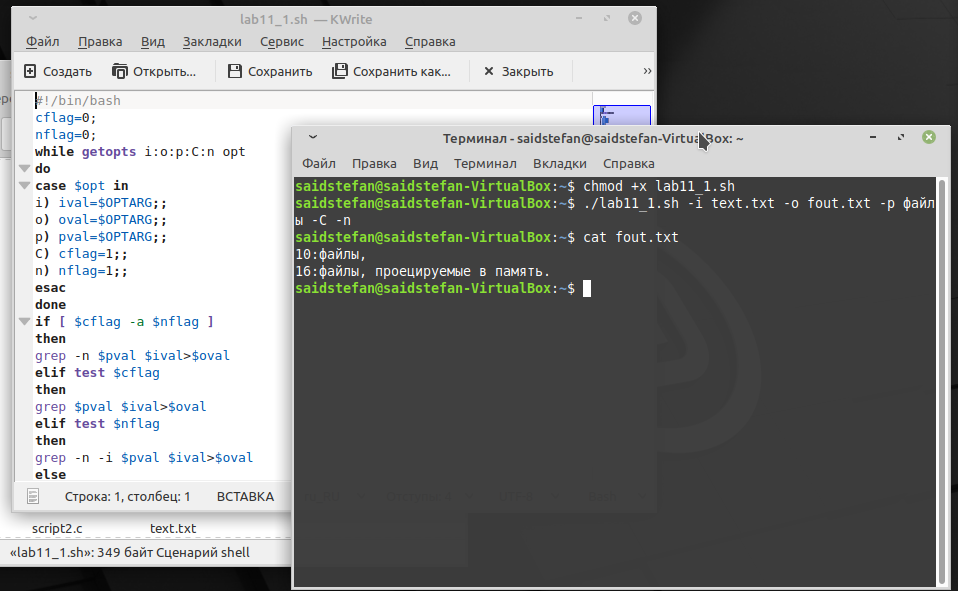 lab11_1.sh — KWrite
Файл Правка Вид Закладки Сервис Настройка Справка
Создать Открыть... Сохранить Сохранить как... Закрыть »
#!/bin/bash
cflag=0;
nflag=0;
while getopts i:o:p:C:n opt
do
case $opt in
i) ival=$OPTARG;;
o) oval=$OPTARG;;
p) pval=$OPTARG;;
C) cflag=1;;
n) nflag=1;;
esac
done
if [ $cflag -a $nflag ]
then
grep -n $pval $ival>$oval
elif test $cflag
then
grep $pval $ival>$oval
elif test $nflag
then
grep -n -i $pval $ival>$oval
else
Строка: 1, столбец: 1 ВСТАВКА
script2.c text.txt
«lab11_1.sh»: 349 байт Сценарий shell
Терминал - saidstefan@saidstefan-VirtualBox: ~
Файл Правка Вид Терминал Вкладки Справка
saidstefan@saidstefan-VirtualBox:~$ chmod +x lab11_1.sh
saidstefan@saidstefan-VirtualBox:~$ ./lab11_1.sh -i text.txt -o fout.txt -p файл
ы -C -n
saidstefan@saidstefan-VirtualBox:~$ cat fout.txt
10:файлы,
16:файлы, проецируемые в память.
saidstefan@saidstefan-VirtualBox:~$